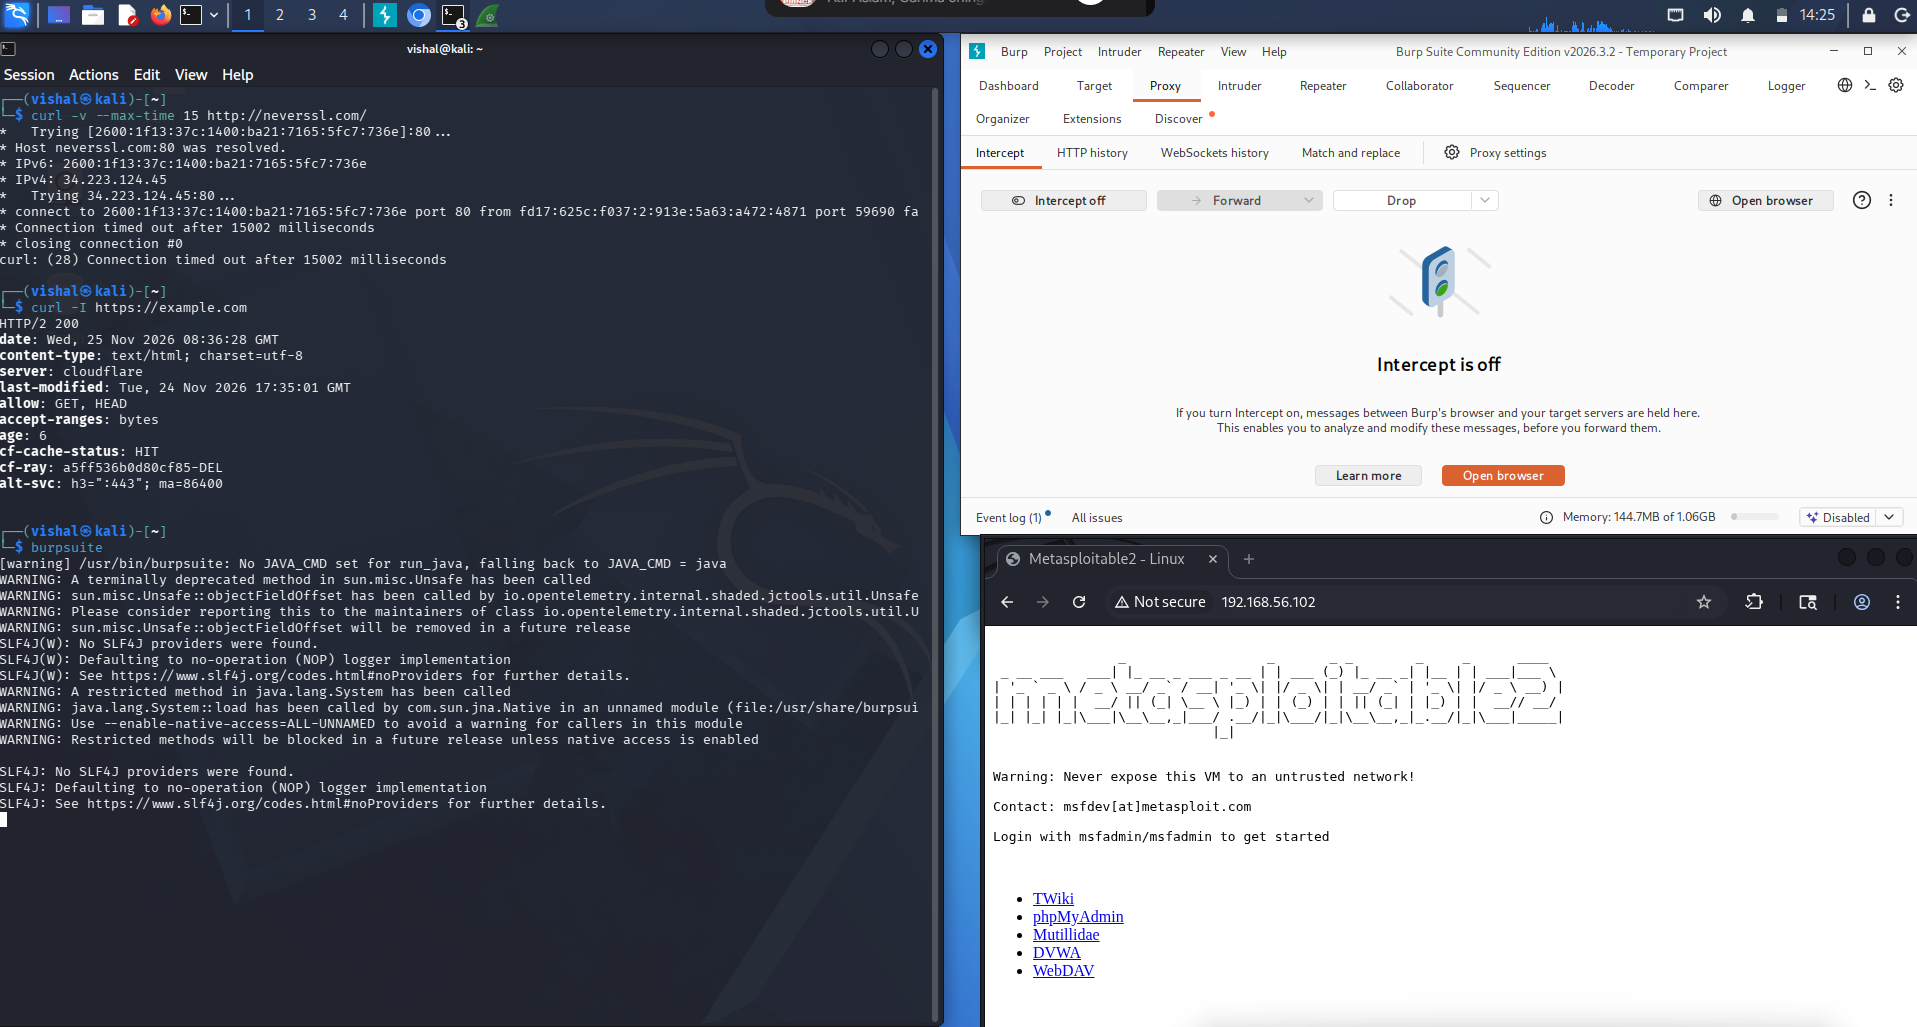 1 2 3 4
14:25
vishal@kali: ~
Session Actions Edit View Help
┌──(vishal㉿kali)-[~]
└─$ curl -v --max-time 15 http://neverssl.com/
*   Trying [2600:1f13:37c:1400:ba21:7165:5fc7:736e]:80...
* Host neverssl.com:80 was resolved.
* IPv6: 2600:1f13:37c:1400:ba21:7165:5fc7:736e
* IPv4: 34.223.124.45
*   Trying 34.223.124.45:80...
* connect to 2600:1f13:37c:1400:ba21:7165:5fc7:736e port 80 from fd17:625c:f037:2:913e:5a63:a472:4871 port 59690 fa
* Connection timed out after 15002 milliseconds
* closing connection #0
curl: (28) Connection timed out after 15002 milliseconds
┌──(vishal㉿kali)-[~]
└─$ curl -I https://example.com
HTTP/2 200
date: Wed, 25 Nov 2026 08:36:28 GMT
content-type: text/html; charset=utf-8
server: cloudflare
last-modified: Tue, 24 Nov 2026 17:35:01 GMT
allow: GET, HEAD
accept-ranges: bytes
age: 6
cf-cache-status: HIT
cf-ray: a5ff536b0d80cf85-DEL
alt-svc: h3=":443"; ma=86400
┌──(vishal㉿kali)-[~]
└─$ burpsuite
[warning] /usr/bin/burpsuite: No JAVA_CMD set for run_java, falling back to JAVA_CMD = java
WARNING: A terminally deprecated method in sun.misc.Unsafe has been called
WARNING: sun.misc.Unsafe::objectFieldOffset has been called by io.opentelemetry.internal.shaded.jctools.util.Unsafe
WARNING: Please consider reporting this to the maintainers of class io.opentelemetry.internal.shaded.jctools.util.U
WARNING: sun.misc.Unsafe::objectFieldOffset will be removed in a future release
SLF4J(W): No SLF4J providers were found.
SLF4J(W): Defaulting to no-operation (NOP) logger implementation
SLF4J(W): See https://www.slf4j.org/codes.html#noProviders for further details.
WARNING: A restricted method in java.lang.System has been called
WARNING: java.lang.System::load has been called by com.sun.jna.Native in an unnamed module (file:/usr/share/burpsui
WARNING: Use --enable-native-access=ALL-UNNAMED to avoid a warning for callers in this module
WARNING: Restricted methods will be blocked in a future release unless native access is enabled
SLF4J: No SLF4J providers were found.
SLF4J: Defaulting to no-operation (NOP) logger implementation
SLF4J: See https://www.slf4j.org/codes.html#noProviders for further details.
Burp Project Intruder Repeater View Help
Burp Suite Community Edition v2026.3.2 - Temporary Project
Dashboard Target Proxy Intruder Repeater Collaborator Sequencer Decoder Comparer Logger
Organizer Extensions Discover
Intercept HTTP history WebSockets history Match and replace Proxy settings
Intercept off Forward Drop Open browser
Intercept is off
If you turn Intercept on, messages between Burp's browser and your target servers are held here.
This enables you to analyze and modify these messages, before you forward them.
Learn more Open browser
Event log (1) All issues Memory: 144.7MB of 1.06GB Disabled
Metasploitable2 - Linux
Not secure 192.168.56.102
metasploitable2
Warning: Never expose this VM to an untrusted network!
Contact: msfdev[at]metasploit.com
Login with msfadmin/msfadmin to get started
TWiki
phpMyAdmin
Mutillidae
DVWA
WebDAV